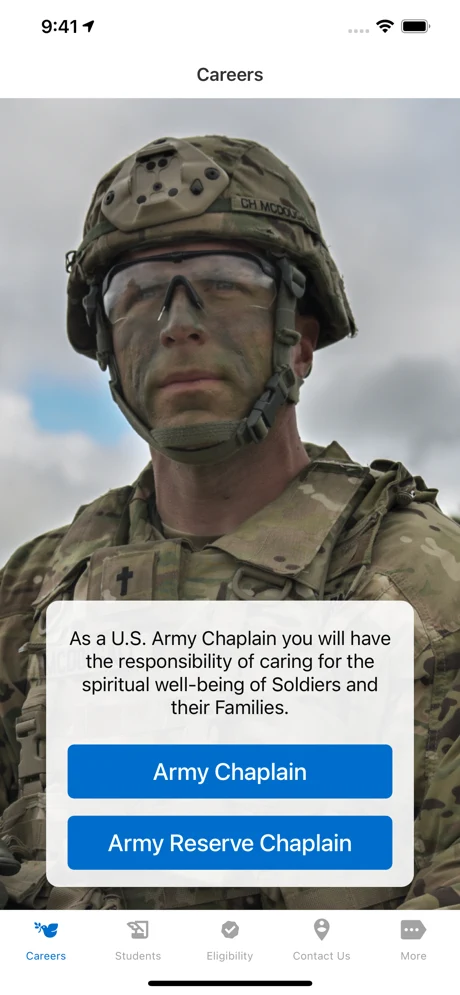 9:41
Careers
CH
As a U.S. Army Chaplain you will have
the responsibility of caring for the
spiritual well-being of Soldiers and
their Families.
Army Chaplain
Army Reserve Chaplain
Careers
Students
Eligibility
Contact Us
More